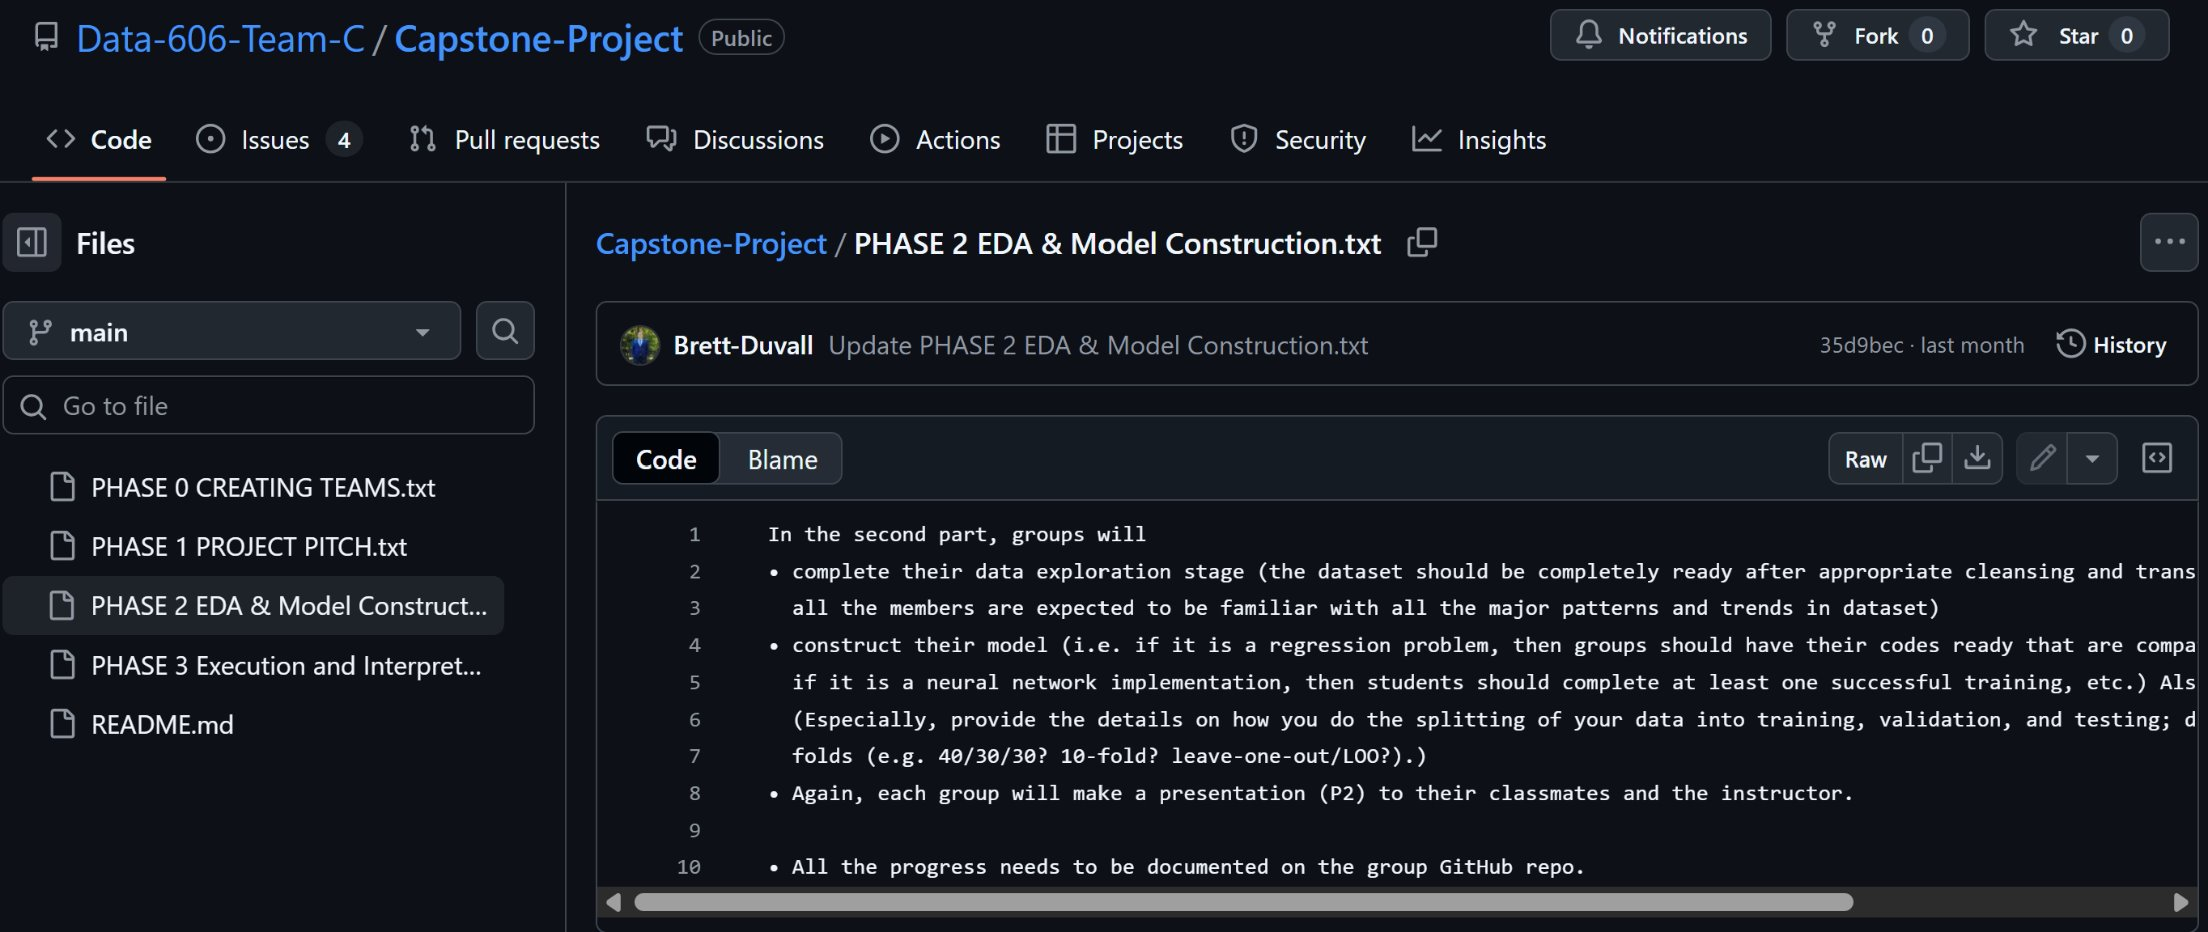 Data-606-Team-C / Capstone-Project Public Notifications Fork 0 Star 0
Code Issues 4 Pull requests Discussions Actions Projects Security Insights
Files
main
Go to file
PHASE 0 CREATING TEAMS.txt
PHASE 1 PROJECT PITCH.txt
PHASE 2 EDA & Model Construct...
PHASE 3 Execution and Interpret...
README.md
Capstone-Project / PHASE 2 EDA & Model Construction.txt
Brett-Duvall Update PHASE 2 EDA & Model Construction.txt 35d9bec · last month History
Code Blame Raw
1 In the second part, groups will
2 • complete their data exploration stage (the dataset should be completely ready after appropriate cleansing and trans
3 all the members are expected to be familiar with all the major patterns and trends in dataset)
4 • construct their model (i.e. if it is a regression problem, then groups should have their codes ready that are compa
5 if it is a neural network implementation, then students should complete at least one successful training, etc.) Als
6 (Especially, provide the details on how you do the splitting of your data into training, validation, and testing; d
7 folds (e.g. 40/30/30? 10-fold? leave-one-out/LOO?).)
8 • Again, each group will make a presentation (P2) to their classmates and the instructor.
9
10 • All the progress needs to be documented on the group GitHub repo.